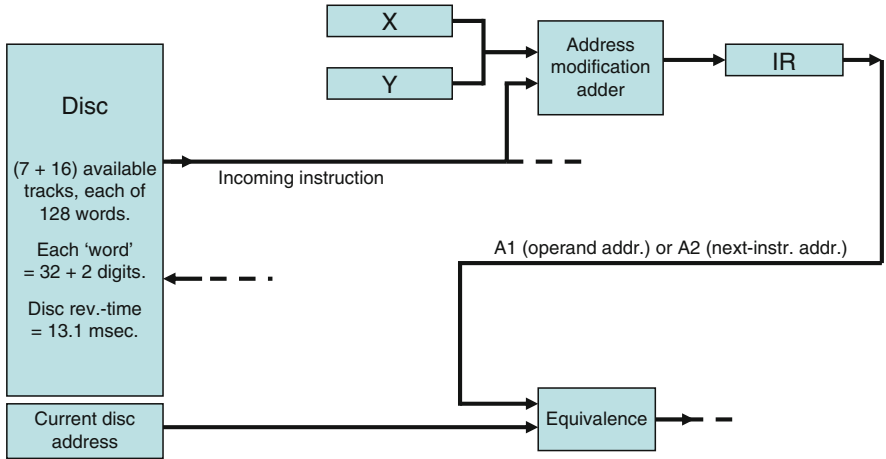 X
Y
Address
modification
adder
IR
Disc
(7 + 16) available
tracks, each of
128 words.
Each ‘word’
= 32 + 2 digits.
Disc rev.-time
= 13.1 msec.
Incoming instruction
A1 (operand addr.) or A2 (next-instr. addr.)
Current disc
address
Equivalence